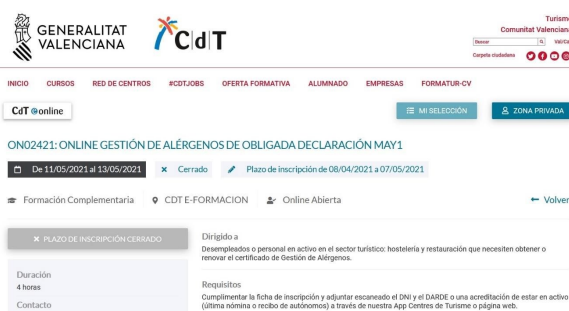 GENERALITAT
VALENCIANA
CdT
Turisme
Comunitat Valenciana
Buscar
Val/Ca
Carpeta ciudadana
INICIO CURSOS RED DE CENTROS #CDTJOBS OFERTA FORMATIVA ALUMNADO EMPRESAS FORMATUR-CV
CdT online
MI SELECCIÓN
ZONA PRIVADA
ON02421: ONLINE GESTIÓN DE ALÉRGENOS DE OBLIGADA DECLARACIÓN MAY1
De 11/05/2021 al 13/05/2021 × Cerrado Plazo de inscripción de 08/04/2021 a 07/05/2021
Formación Complementaria CDT E-FORMACION Online Abierta ← Volver
× PLAZO DE INSCRIPCIÓN CERRADO
Duración
4 horas
Contacto
Dirigido a
Desempleados o personal en activo en el sector turístico: hostelería y restauración que necesiten obtener o
renovar el certificado de Gestión de Alérgenos.
Requisitos
Cumplimentar la ficha de inscripción y adjuntar escaneado el DNI y el DARDE o una acreditación de estar en activo
(última nómina o recibo de autónomos) a través de nuestra App Centres de Turisme o página web.